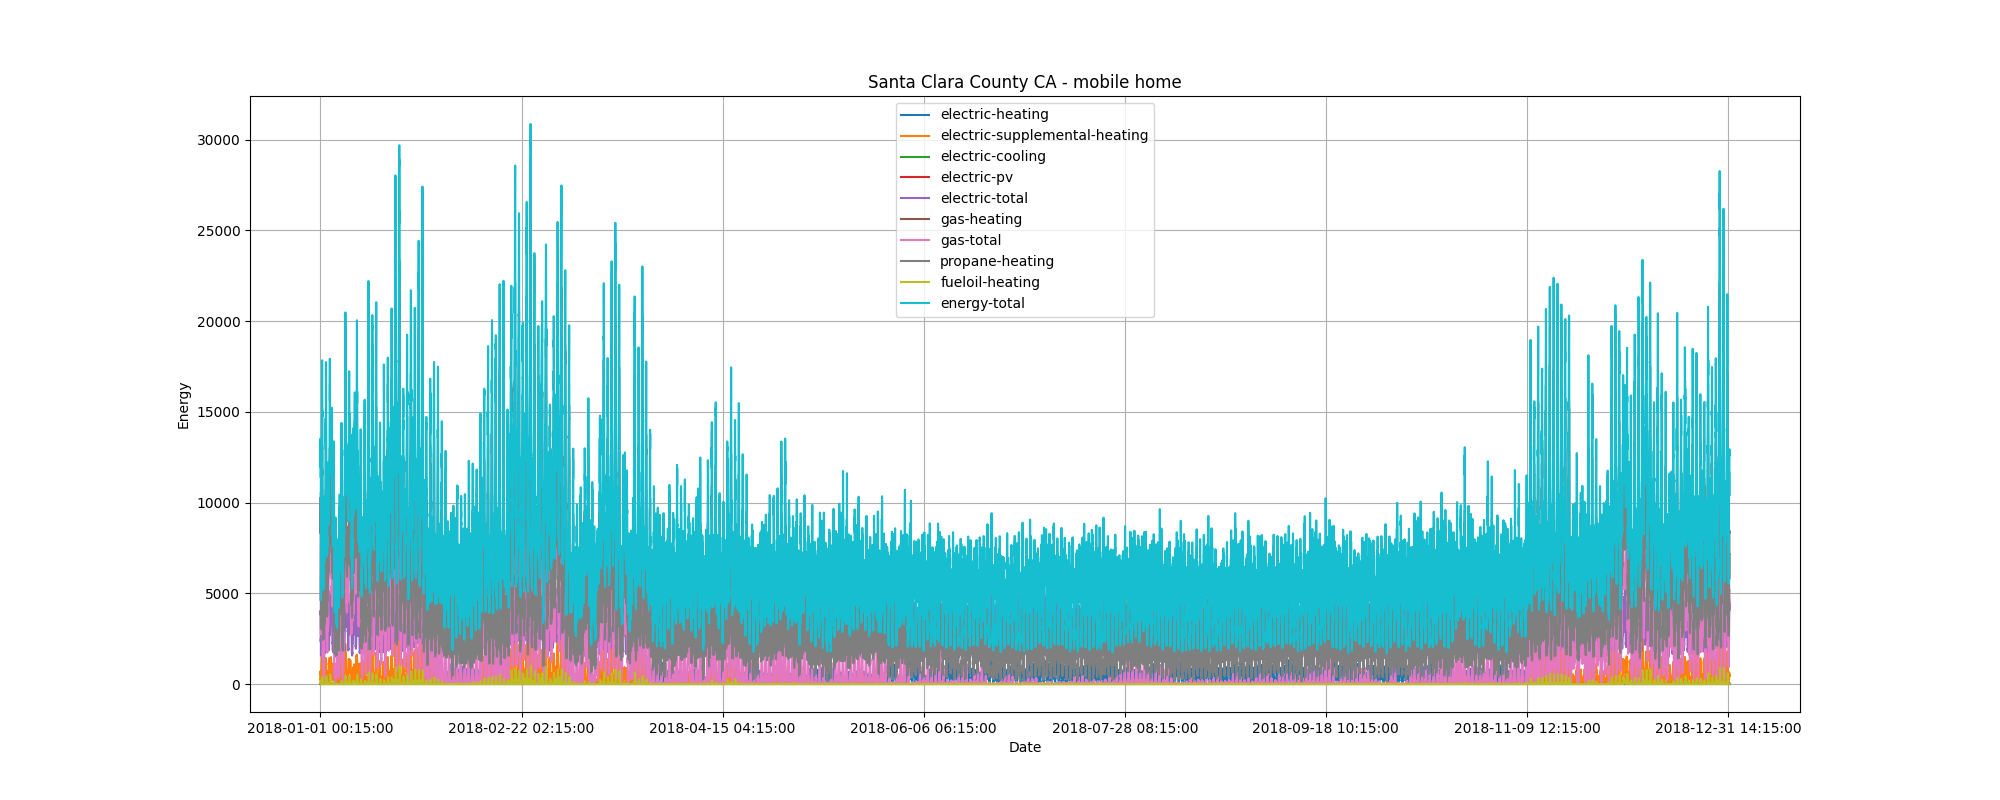 Santa Clara County CA - mobile home
electric-heating
electric-supplemental-heating
electric-cooling
electric-pv
electric-total
gas-heating
gas-total
propane-heating
fueloil-heating
energy-total
Energy
30000
25000
20000
15000
10000
5000
0
2018-01-01 00:15:00 2018-02-22 02:15:00 2018-04-15 04:15:00 2018-06-06 06:15:00 2018-07-28 08:15:00 2018-09-18 10:15:00 2018-11-09 12:15:00 2018-12-31 14:15:00
Date